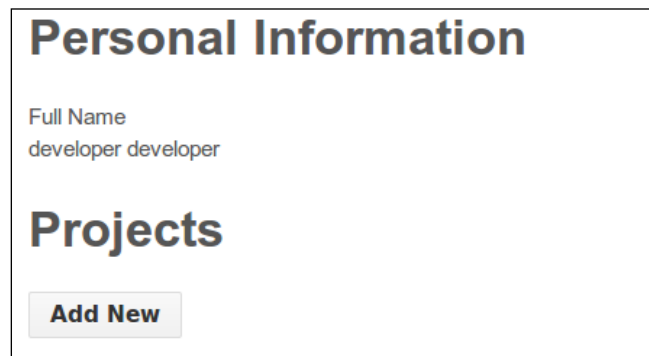 Personal Information
Full Name
developer developer
Projects
Add New